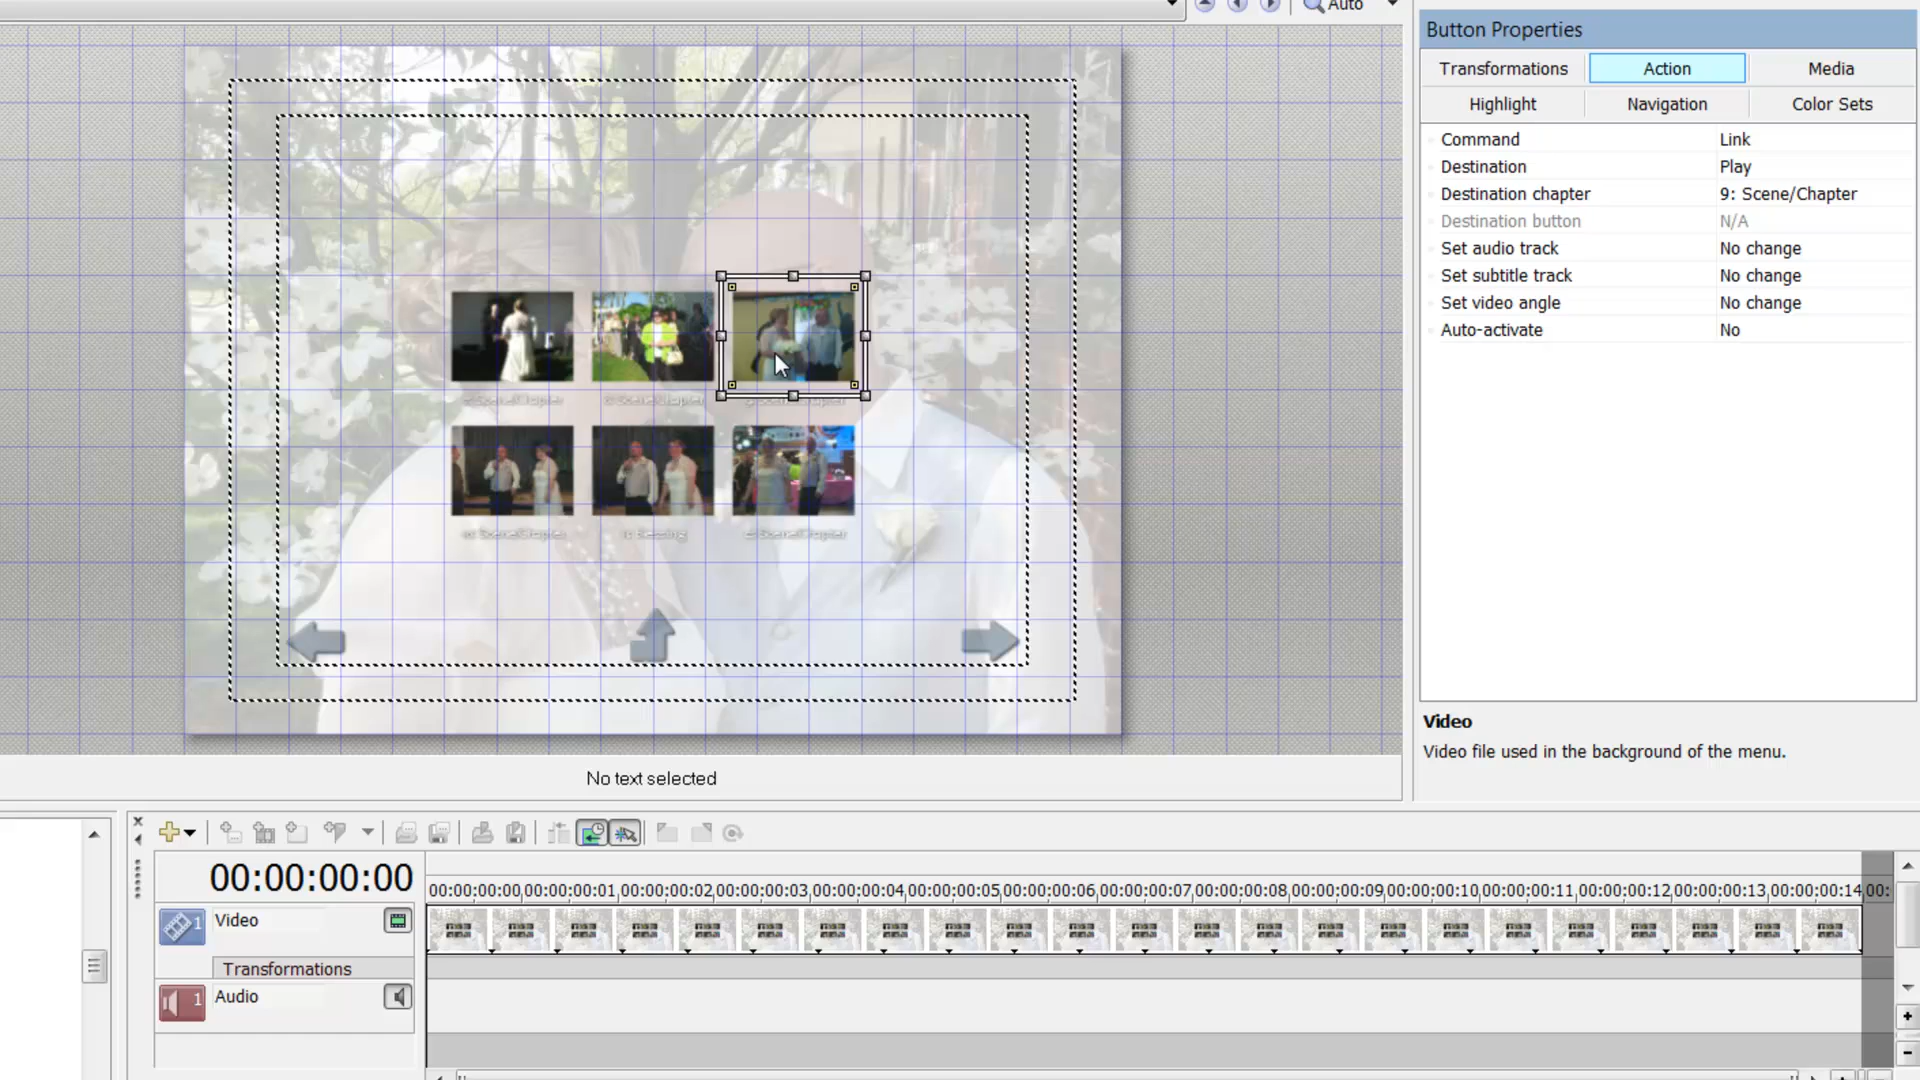 Auto
Button Properties
Transformations
Action
Media
Highlight
Navigation
Color Sets
Command
Link
Destination
Play
Destination chapter
9: Scene/Chapter
Destination button
N/A
Set audio track
No change
Set subtitle track
No change
Set video angle
No change
Auto-activate
No
Video
Video file used in the background of the menu.
No text selected
00:00:00:00
00:00:00:00 00:00:00:01 00:00:00:02 00:00:00:03 00:00:00:04 00:00:00:05 00:00:00:06 00:00:00:07 00:00:00:08 00:00:00:09 00:00:00:10 00:00:00:11 00:00:00:12 00:00:00:13 00:00:00:14 00:
1
Video
Transformations
1
Audio